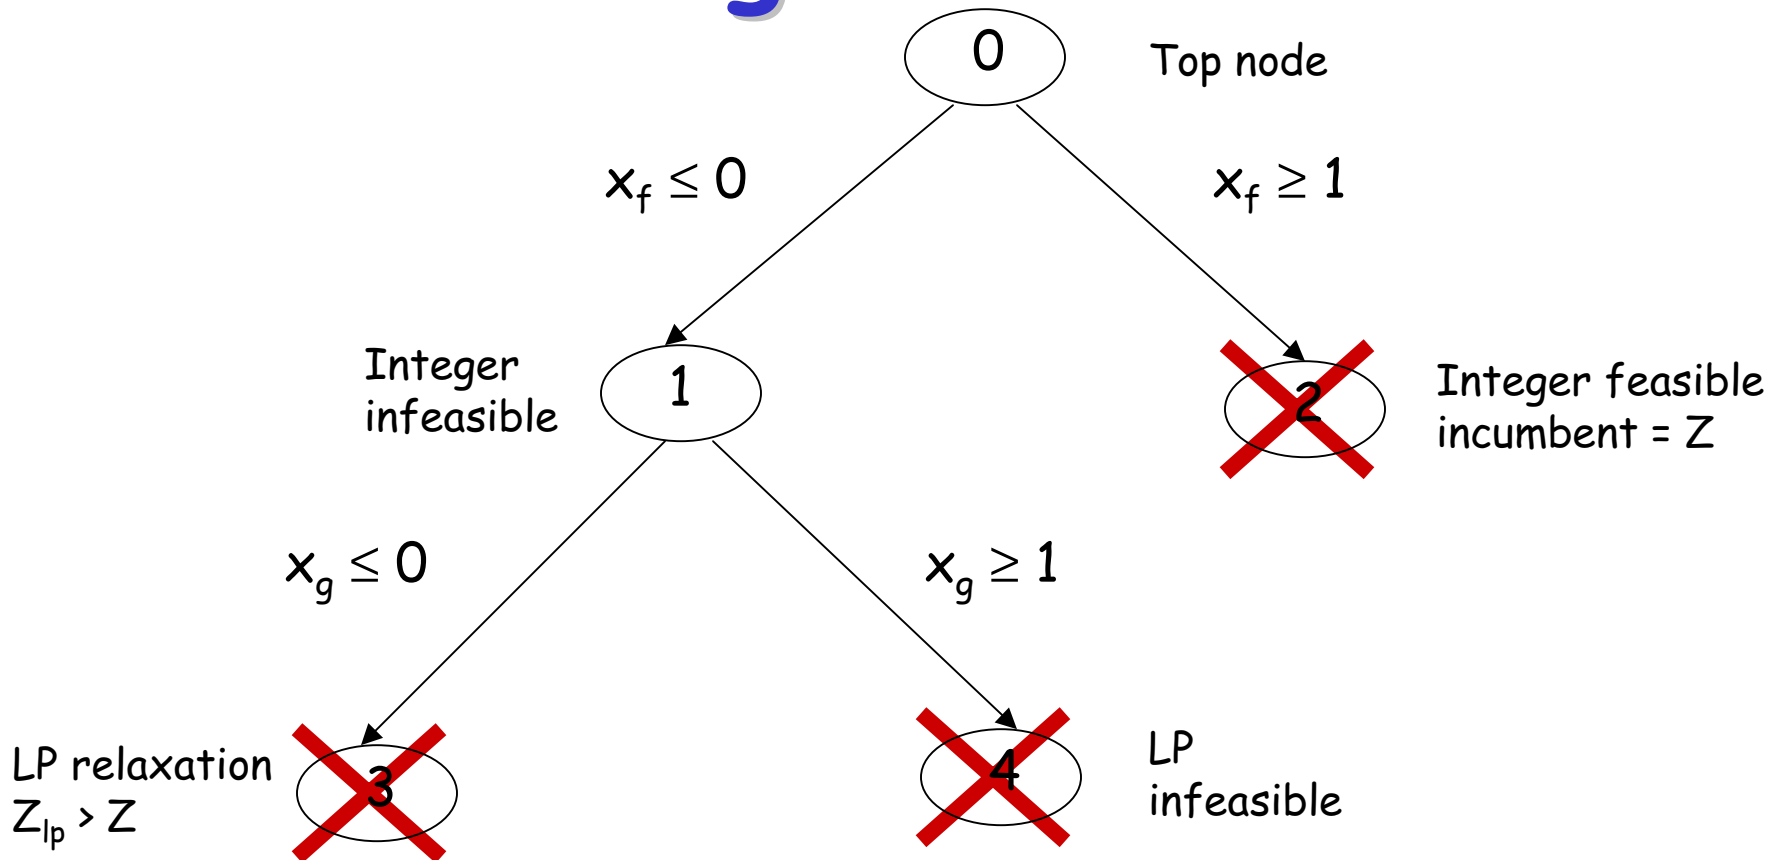 0
Top node
x_f ≤ 0
x_f ≥ 1
Integer
infeasible
1
2
Integer feasible
incumbent = Z
x_g ≤ 0
x_g ≥ 1
LP relaxation
Z_lp > Z
3
4
LP
infeasible